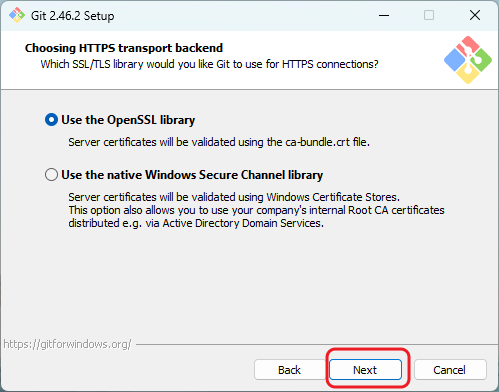 Git 2.46.2 Setup
Choosing HTTPS transport backend
Which SSL/TLS library would you like Git to use for HTTPS connections?
Use the OpenSSL library
Server certificates will be validated using the ca-bundle.crt file.
Use the native Windows Secure Channel library
Server certificates will be validated using Windows Certificate Stores.
This option also allows you to use your company's internal Root CA certificates
distributed e.g. via Active Directory Domain Services.
https://gitforwindows.org/
Back Next Cancel